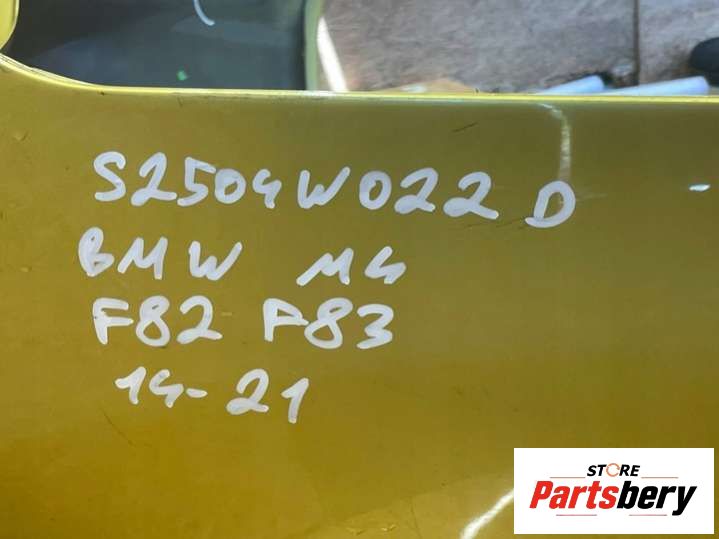 S2504W022 D
BMW M4
F82 F83
14-21
STORE
Partsbery